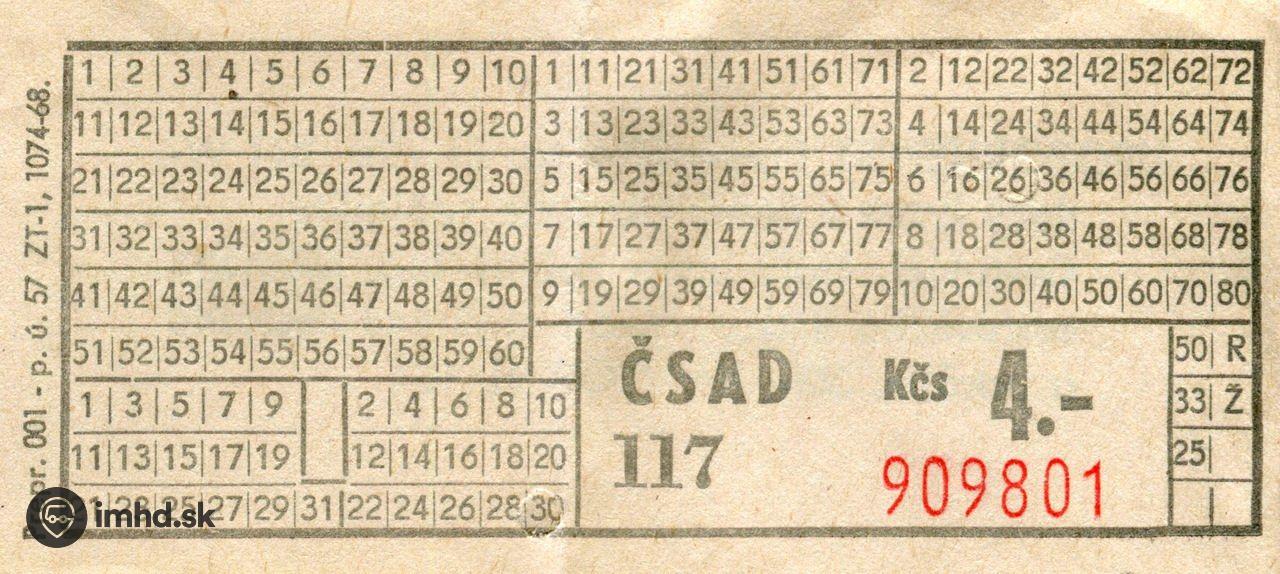 1 2 3 4 5 6 7 8 9 10 1 11 21 31 41 51 61 71 2 12 22 32 42 52 62 72
11 12 13 14 15 16 17 18 19 20 3 13 23 33 43 53 63 73 4 14 24 34 44 54 64 74
21 22 23 24 25 26 27 28 29 30 5 15 25 35 45 55 65 75 6 16 26 36 46 56 66 76
31 32 33 34 35 36 37 38 39 40 7 17 27 37 47 57 67 77 8 18 28 38 48 58 68 78
41 42 43 44 45 46 47 48 49 50 9 19 29 39 49 59 69 79 10 20 30 40 50 60 70 80
51 52 53 54 55 56 57 58 59 60
1 3 5 7 9 2 4 6 8 10
11 13 15 17 19 12 14 16 18 20
25 27 29 31 22 24 26 28 30
ČSAD Kčs 4.-
117 909801
50 R
33 Ž
25
pr. 001 - p. ú. 57 ZT-1, 1074-68.
imhd.sk